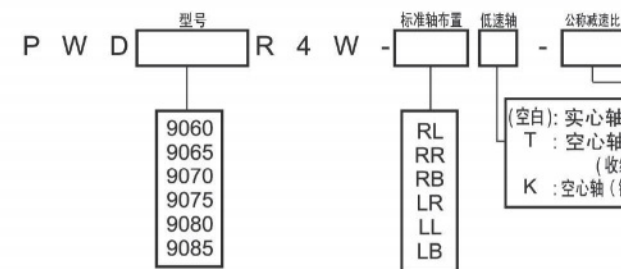 型号 标准轴布置 低速轴 公称减速比
P W D R 4 W - -
9060
9065
9070
9075
9080
9085
RL
RR
RB
LR
LL
LB
(空白): 实心轴
T : 空心轴
(收
K : 空心轴 (